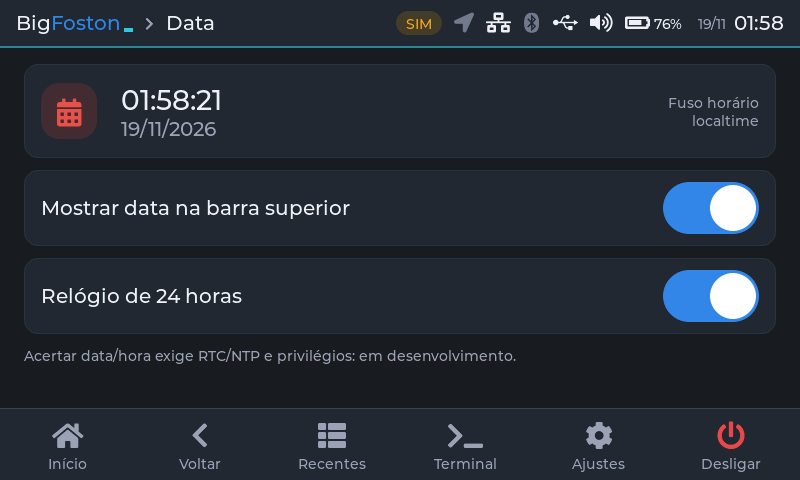 BigFoston_ > Data
SIM 76% 19/11 01:58
01:58:21
19/11/2026
Fuso horário
localtime
Mostrar data na barra superior
Relógio de 24 horas
Acertar data/hora exige RTC/NTP e privilégios: em desenvolvimento.
Início Voltar Recentes Terminal Ajustes Desligar